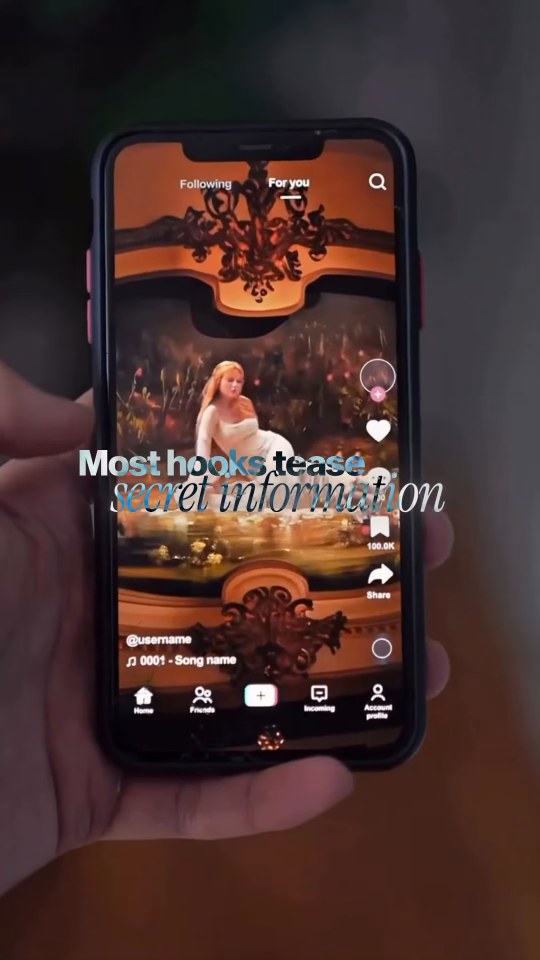 Following For you
Most hooks tease
secret information
100.0K
Share
@username
0001 - Song name
Home Friends Incoming Account profile